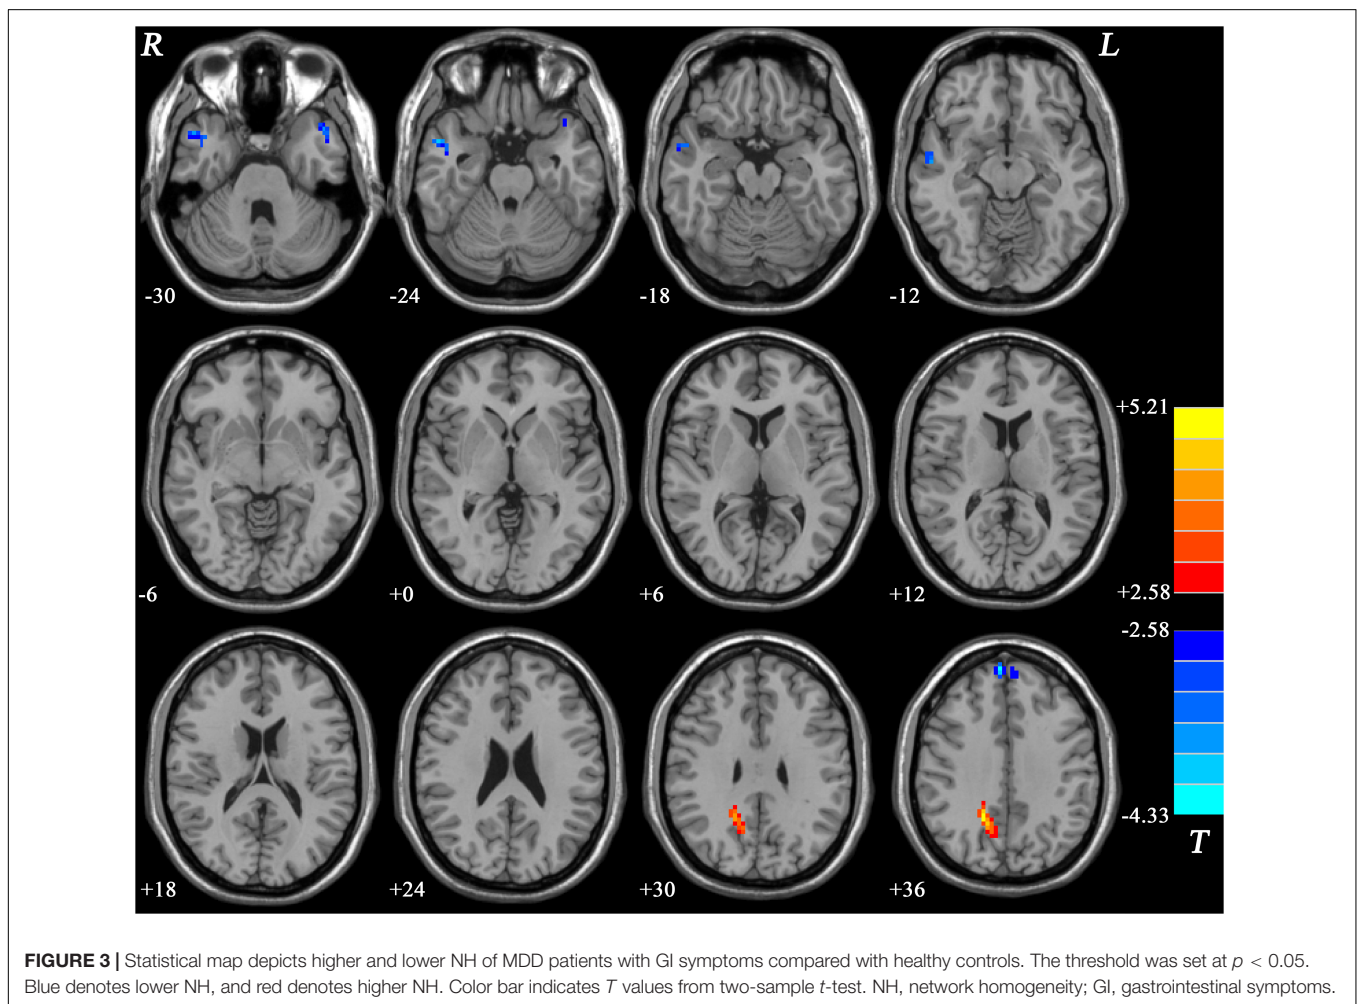 R L
-30 -24 -18 -12
+5.21
-6 +0 +6 +12
+2.58
-2.58
-4.33
T
+18 +24 +30 +36
FIGURE 3 | Statistical map depicts higher and lower NH of MDD patients with GI symptoms compared with healthy controls. The threshold was set at p < 0.05.
Blue denotes lower NH, and red denotes higher NH. Color bar indicates T values from two-sample t-test. NH, network homogeneity; GI, gastrointestinal symptoms.